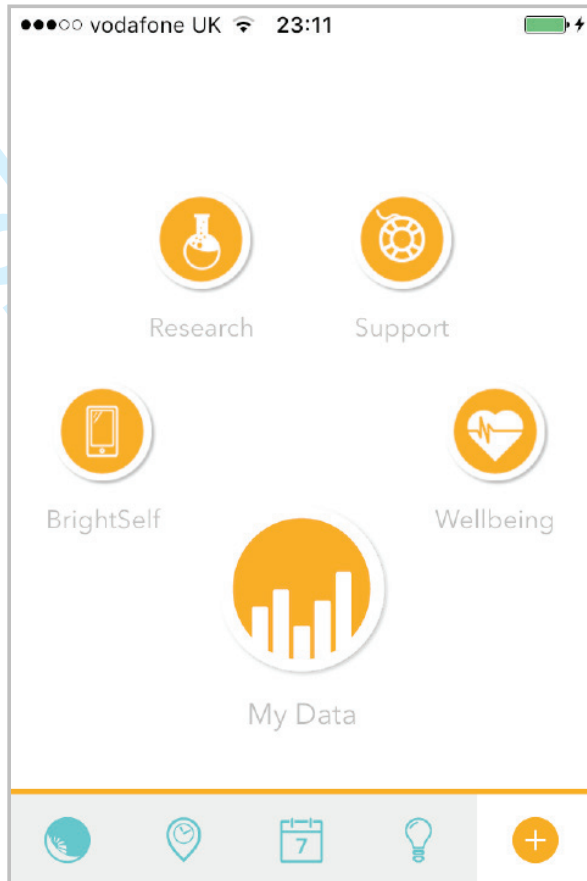 vodafone UK 23:11
Research Support
BrightSelf Wellbeing
My Data
7